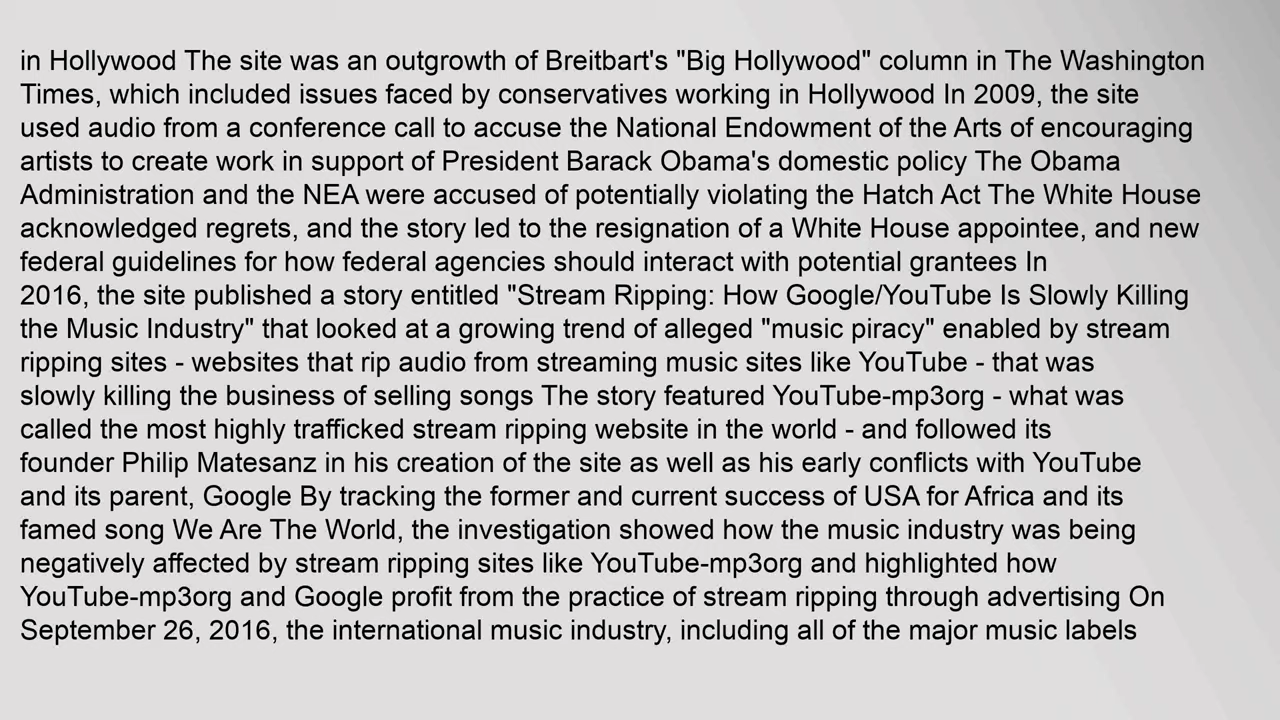 in Hollywood The site was an outgrowth of Breitbart's "Big Hollywood" column in The Washington
Times, which included issues faced by conservatives working in Hollywood In 2009, the site
used audio from a conference call to accuse the National Endowment of the Arts of encouraging
artists to create work in support of President Barack Obama's domestic policy The Obama
Administration and the NEA were accused of potentially violating the Hatch Act The White House
acknowledged regrets, and the story led to the resignation of a White House appointee, and new
federal guidelines for how federal agencies should interact with potential grantees In
2016, the site published a story entitled "Stream Ripping: How Google/YouTube Is Slowly Killing
the Music Industry" that looked at a growing trend of alleged "music piracy" enabled by stream
ripping sites - websites that rip audio from streaming music sites like YouTube - that was
slowly killing the business of selling songs The story featured YouTube-mp3org - what was
called the most highly trafficked stream ripping website in the world - and followed its
founder Philip Matesanz in his creation of the site as well as his early conflicts with YouTube
and its parent, Google By tracking the former and current success of USA for Africa and its
famed song We Are The World, the investigation showed how the music industry was being
negatively affected by stream ripping sites like YouTube-mp3org and highlighted how
YouTube-mp3org and Google profit from the practice of stream ripping through advertising On
September 26, 2016, the international music industry, including all of the major music labels